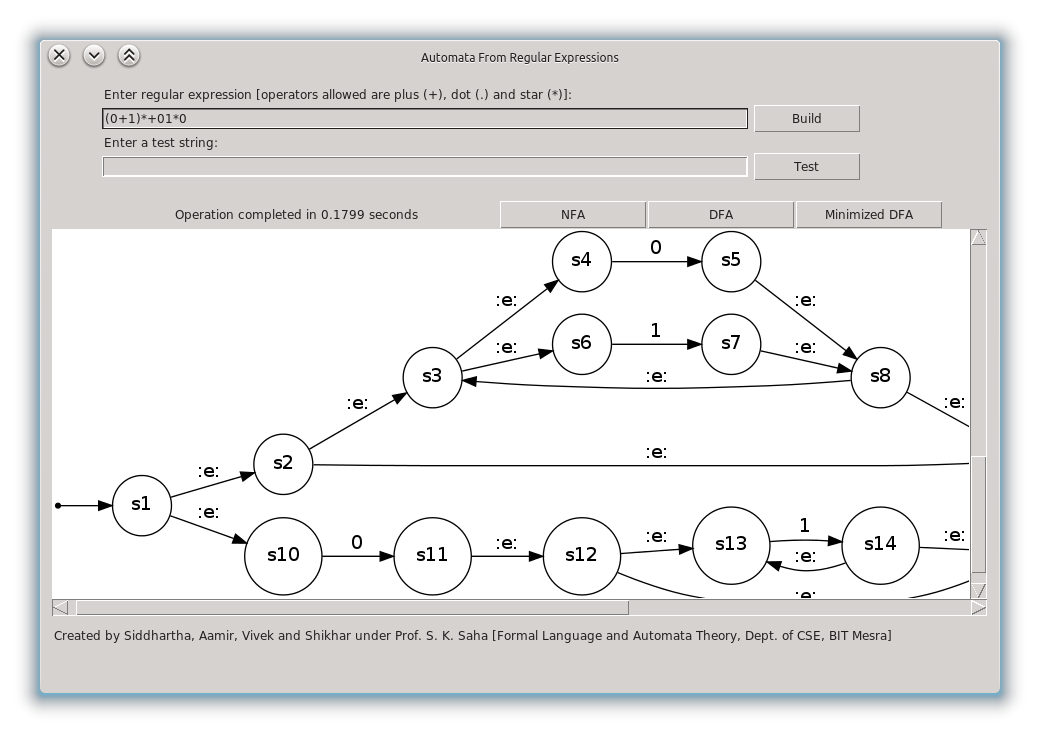 Automata From Regular Expressions
Enter regular expression [operators allowed are plus (+), dot (.) and star (*)]:
(0+1)*+01*0
Build
Enter a test string:
Test
Operation completed in 0.1799 seconds
NFA
DFA
Minimized DFA
s4
0
s5
:e:
:e:
:e:
s6
1
s7
:e:
s3
:e:
s8
:e:
:e:
s2
:e:
:e:
s1
:e:
s10
0
s11
:e:
s12
:e:
s13
1
:e:
s14
:e:
:e:
Created by Siddhartha, Aamir, Vivek and Shikhar under Prof. S. K. Saha [Formal Language and Automata Theory, Dept. of CSE, BIT Mesra]